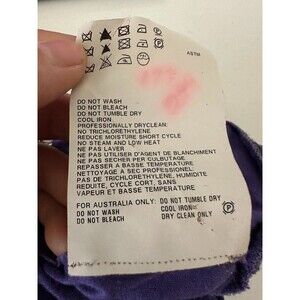 ASTM
DO NOT WASH
DO NOT BLEACH
DO NOT TUMBLE DRY
COOL IRON
PROFESSIONALLY DRYCLEAN:
NO TRICHLORETHYLENE
REDUCE MOISTURE SHORT CYCLE
NO STEAM AND LOW HEAT
NE PAS LAVER
NE PAS UTILISER D'AGENT DE BLANCHIMENT
NE PAS SECHER PAR CULBUTAGE
REPASSER A BASSE TEMPERATURE
NETTOYAGE A SEC PROFESSIONEL:
PAS DE TRICHLORETHYLENE, HUMIDITE
REDUITE, CYCLE CORT, SANS
VAPEUR ET BASSE TEMPERATURE
FOR AUSTRALIA ONLY: DO NOT TUMBLE DRY
DO NOT WASH COOL IRON
DO NOT BLEACH DRY CLEAN ONLY
P